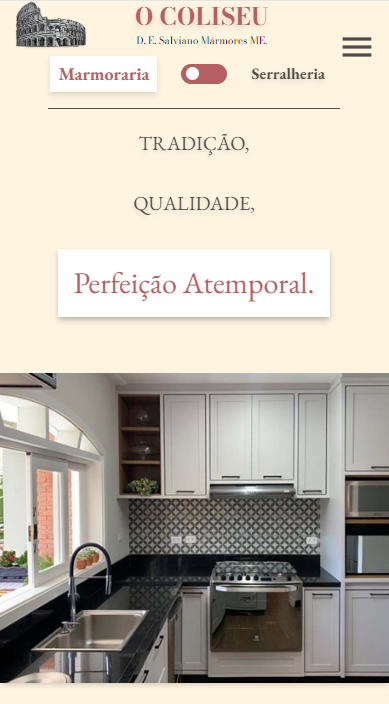 O COLISEU
D. E. Salviano Mármores ME.
Marmoraria
Serralheria
TRADIÇÃO,
QUALIDADE,
Perfeição Atemporal.